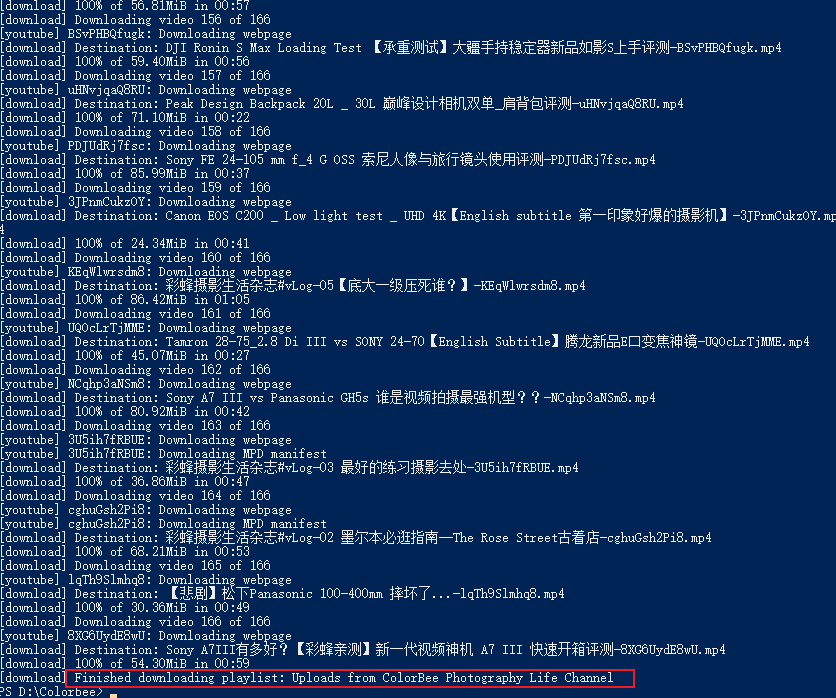 [download] 100% of 56.81MiB in 00:57
[download] Downloading video 156 of 166
[youtube] BSvPHBQfugk: Downloading webpage
[download] Destination: DJI Ronin S Max Loading Test 【承重测试】大疆手持稳定器新品如影S上手评测-BSvPHBQfugk.mp4
[download] 100% of 59.40MiB in 00:56
[download] Downloading video 157 of 166
[youtube] uHNvjqaQ8RU: Downloading webpage
[download] Destination: Peak Design Backpack 20L _ 30L 巅峰设计相机双单_肩背包评测-uHNvjqaQ8RU.mp4
[download] 100% of 71.10MiB in 00:22
[download] Downloading video 158 of 166
[youtube] PDJUdRj7fsc: Downloading webpage
[download] Destination: Sony FE 24-105 mm f_4 G OSS 索尼人像与旅行镜头使用评测-PDJUdRj7fsc.mp4
[download] 100% of 85.99MiB in 00:37
[download] Downloading video 159 of 166
[youtube] 3JPnmCukzOY: Downloading webpage
[download] Destination: Canon EOS C200 _ Low light test _ UHD 4K【English subtitle 第一印象好爆的摄影机】-3JPnmCukzOY.mp
4
[download] 100% of 24.34MiB in 00:41
[download] Downloading video 160 of 166
[youtube] KEqWlwrsdm8: Downloading webpage
[download] Destination: 彩蜂摄影生活杂志#vLog-05【底大一级压死谁？】-KEqWlwrsdm8.mp4
[download] 100% of 86.42MiB in 01:05
[download] Downloading video 161 of 166
[youtube] UQ0cLrTjMME: Downloading webpage
[download] Destination: Tamron 28-75_2.8 Di III vs SONY 24-70【English Subtitle】腾龙新品E口变焦神镜-UQ0cLrTjMME.mp4
[download] 100% of 45.07MiB in 00:27
[download] Downloading video 162 of 166
[youtube] NCqhp3aNSm8: Downloading webpage
[download] Destination: Sony A7 III vs Panasonic GH5s 谁是视频拍摄最强机型？？-NCqhp3aNSm8.mp4
[download] 100% of 80.92MiB in 00:42
[download] Downloading video 163 of 166
[youtube] 3U5ih7fRBUE: Downloading webpage
[youtube] 3U5ih7fRBUE: Downloading MPD manifest
[download] Destination: 彩蜂摄影生活杂志#vLog-03 最好的练习摄影去处-3U5ih7fRBUE.mp4
[download] 100% of 36.86MiB in 00:47
[download] Downloading video 164 of 166
[youtube] cghuGsh2Pi8: Downloading webpage
[youtube] cghuGsh2Pi8: Downloading MPD manifest
[download] Destination: 彩蜂摄影生活杂志#vLog-02 墨尔本必逛指南—The Rose Street古着店-cghuGsh2Pi8.mp4
[download] 100% of 68.21MiB in 00:53
[download] Downloading video 165 of 166
[youtube] lqTh9Slmhq8: Downloading webpage
[download] Destination: 【悲剧】松下Panasonic 100-400mm 摔坏了...-lqTh9Slmhq8.mp4
[download] 100% of 30.36MiB in 00:49
[download] Downloading video 166 of 166
[youtube] 8XG6UydE8wU: Downloading webpage
[download] Destination: Sony A7III有多好？【彩蜂亲测】新一代视频神机 A7 III 快速开箱评测-8XG6UydE8wU.mp4
[download] 100% of 54.30MiB in 00:59
[download] Finished downloading playlist: Uploads from ColorBee Photography Life Channel
PS D:\Colorbee>